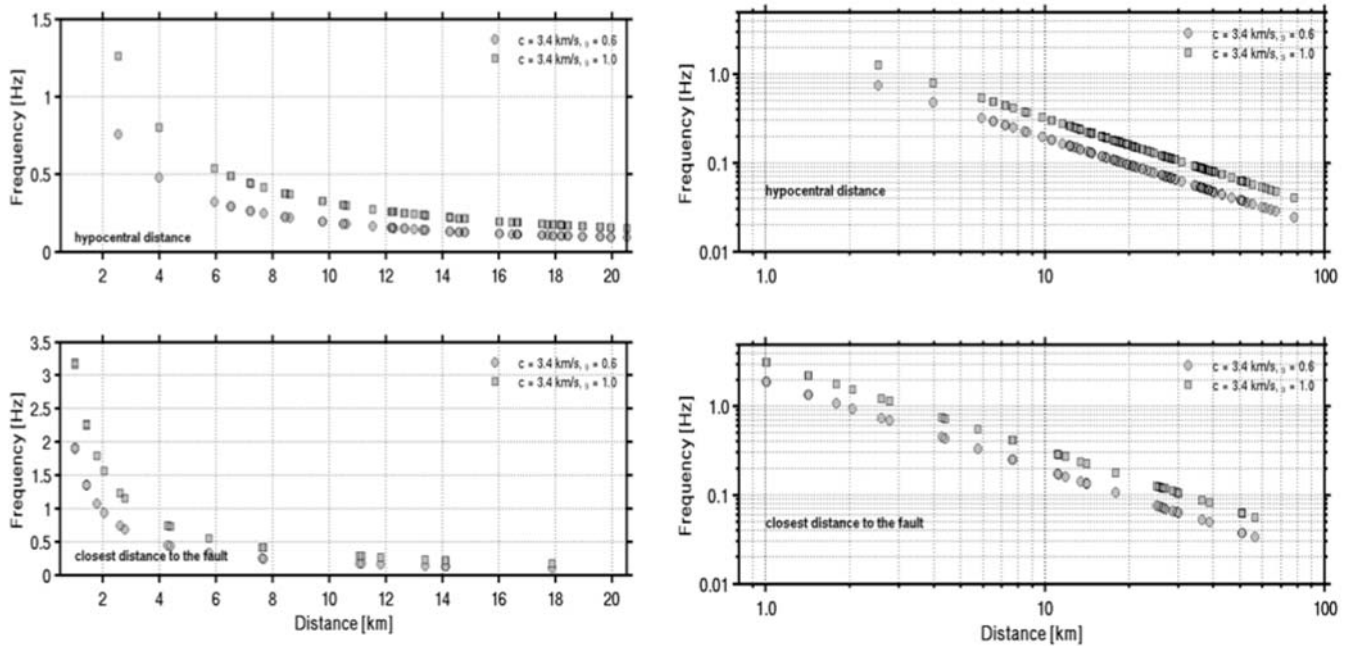 1.5
1
0.5
0
Frequency [Hz]
c = 3.4 km/s, = 0.6
c = 3.4 km/s, = 1.0
hypocentral distance
2 4 6 8 10 12 14 16 18 20
1.0
0.1
0.01
Frequency [Hz]
c = 3.4 km/s, = 0.6
c = 3.4 km/s, = 1.0
hypocentral distance
1.0 10 100
3.5
3
2.5
2
1.5
1
0.5
0
Frequency [Hz]
c = 3.4 km/s, = 0.6
c = 3.4 km/s, = 1.0
closest distance to the fault
2 4 6 8 10 12 14 16 18 20
Distance [km]
1.0
0.1
0.01
Frequency [Hz]
c = 3.4 km/s, = 0.6
c = 3.4 km/s, = 1.0
closest distance to the fault
1.0 10 100
Distance [km]